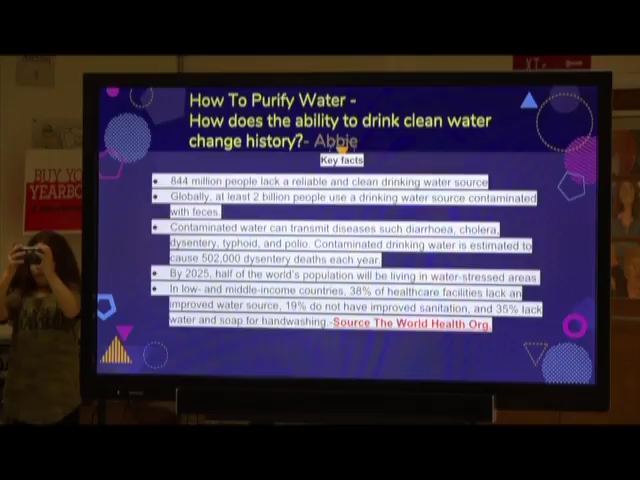 XT
BUY YO
YEARBO
How To Purify Water -
How does the ability to drink clean water
change history?- Abbie
Key facts
• 844 million people lack a reliable and clean drinking water source
• Globally, at least 2 billion people use a drinking water source contaminated
with feces.
• Contaminated water can transmit diseases such diarrhoea, cholera,
dysentery, typhoid, and polio. Contaminated drinking water is estimated to
cause 502,000 dysentery deaths each year.
• By 2025, half of the world's population will be living in water-stressed areas.
• In low- and middle-income countries, 38% of healthcare facilities lack an
improved water source, 19% do not have improved sanitation, and 35% lack
water and soap for handwashing.-Source The World Health Org.